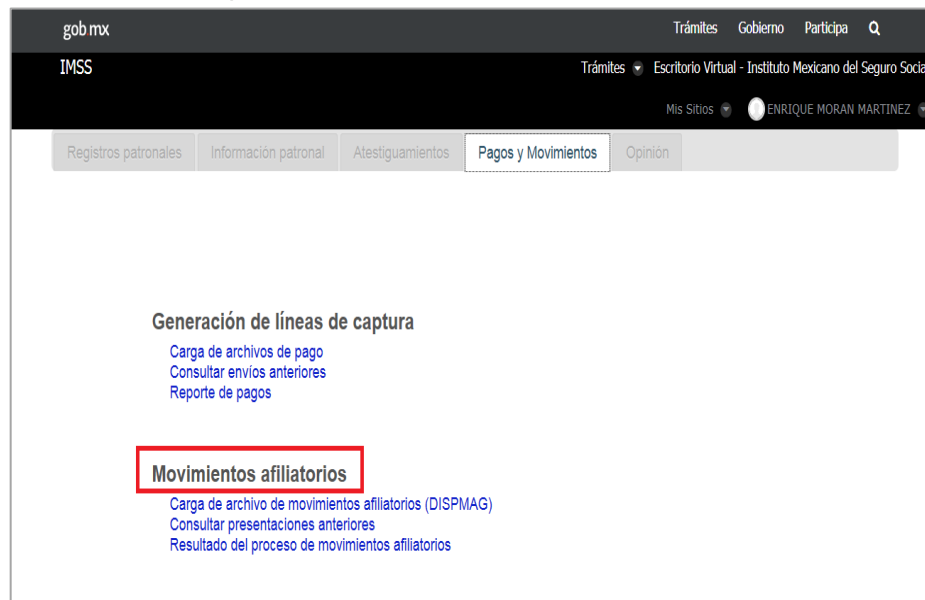 gob mx
Trámites Gobierno Participa
IMSS
Trámites Escritorio Virtual - Instituto Mexicano del Seguro Socia
Mis Sitios ENRIQUE MORAN MARTINEZ
Registros patronales Información patronal Atestiguamientos Pagos y Movimientos Opinión
Generación de líneas de captura
Carga de archivos de pago
Consultar envíos anteriores
Reporte de pagos
Movimientos afiliatorios
Carga de archivo de movimientos afiliatorios (DISPMAG)
Consultar presentaciones anteriores
Resultado del proceso de movimientos afiliatorios